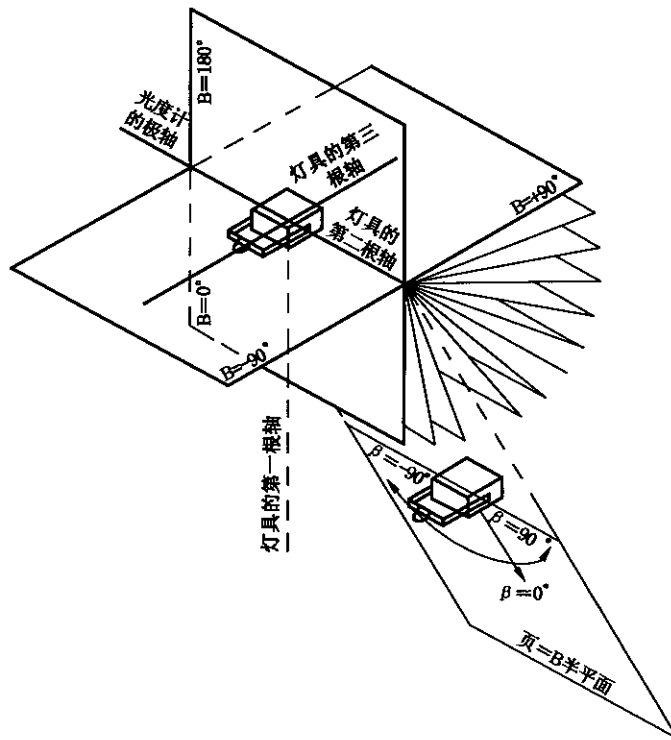 B=180°
光度计
的极轴
灯具的第三
根轴
灯具的
第二根轴
B=+90°
B=0°
B=-90°
灯具的第一根轴
β=-90°
β=90°
β=0°
页=B半平面